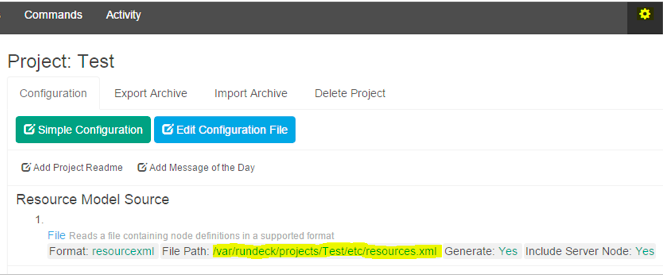 Commands Activity
Project: Test
Configuration Export Archive Import Archive Delete Project
Simple Configuration Edit Configuration File
Add Project Readme Add Message of the Day
Resource Model Source
1.
File Reads a file containing node definitions in a supported format
Format: resourcexml File Path: /var/rundeck/projects/Test/etc/resources.xml Generate: Yes Include Server Node: Yes